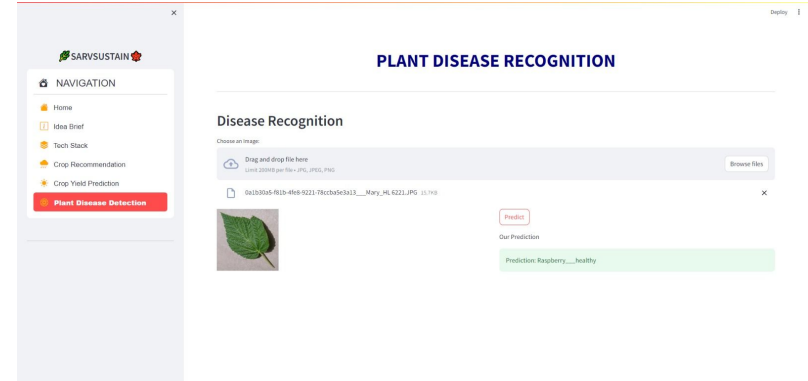 Deploy
SARVSUSTAIN
NAVIGATION
Home
Idea Brief
Tech Stack
Crop Recommendation
Crop Yield Prediction
Plant Disease Detection
PLANT DISEASE RECOGNITION
Disease Recognition
Choose an Image:
Drag and drop file here
Limit 200MB per file • JPG, JPEG, PNG
Browse files
0a1b30a5-f81b-4fe8-9221-78ccba5e3a13___Mary_HL 6221.JPG 15.7KB
Predict
Our Prediction
Prediction: Raspberry___healthy